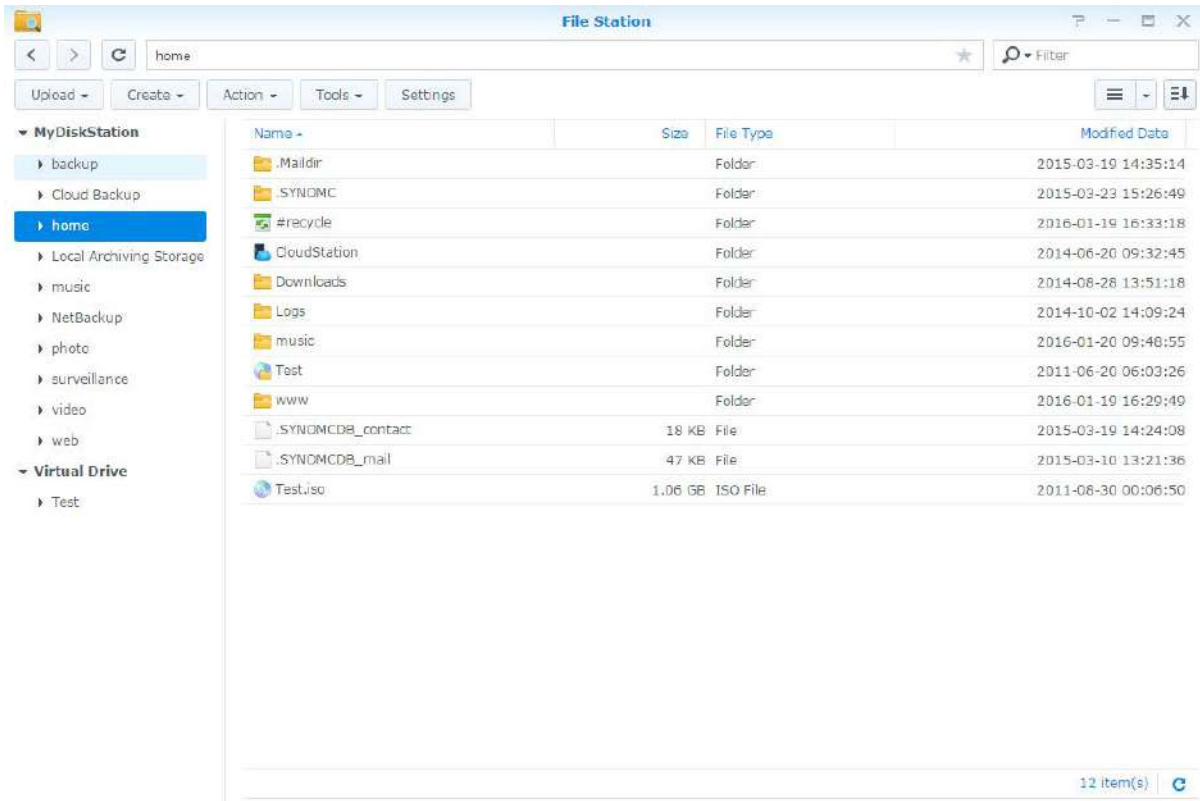 File Station
home
Filter
Upload Create Action Tools Settings
MyDiskStation
backup
Cloud Backup
home
Local Archiving Storage
music
NetBackup
photo
surveillance
video
web
Virtual Drive
Test
Name Size File Type Modified Date
.Maildir Folder 2015-03-19 14:35:14
.SYNOMC Folder 2015-03-23 15:26:49
#recycle Folder 2016-01-19 16:33:18
CloudStation Folder 2014-06-20 09:32:45
Downloads Folder 2014-08-28 13:51:18
Logs Folder 2014-10-02 14:09:24
music Folder 2016-01-20 09:48:55
Test Folder 2011-06-20 06:03:26
www Folder 2016-01-19 16:29:49
.SYNOMCDB_contact 18 KB File 2015-03-19 14:24:08
.SYNOMCDB_mail 47 KB File 2015-03-10 13:21:36
Test.iso 1.06 GB ISO File 2011-08-30 00:06:50
12 item(s)